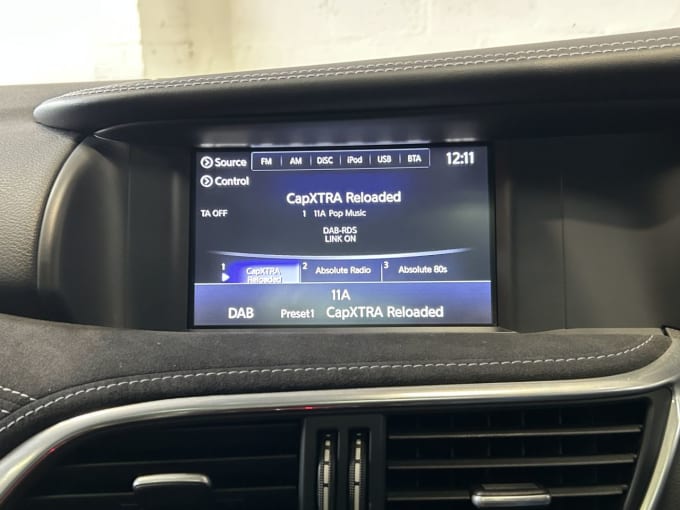 Source FM AM DISC iPod USB BTA 12:11
Control
CapXTRA Reloaded
TA OFF 1 11A Pop Music
DAB-RDS
LINK ON
1 CapXTRA Reloaded 2 Absolute Radio 3 Absolute 80s
11A
DAB Preset1 CapXTRA Reloaded